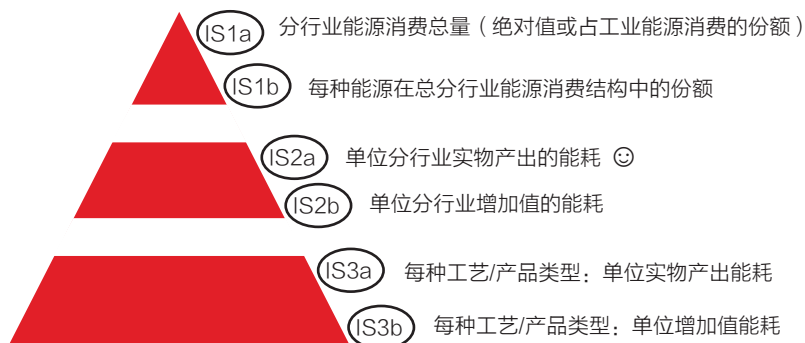 IS1a 分行业能源消费总量（绝对值或占工业能源消费的份额）
IS1b 每种能源在总分行业能源消费结构中的份额
IS2a 单位分行业实物产出的能耗 ☺
IS2b 单位分行业增加值的能耗
IS3a 每种工艺/产品类型：单位实物产出能耗
IS3b 每种工艺/产品类型：单位增加值能耗